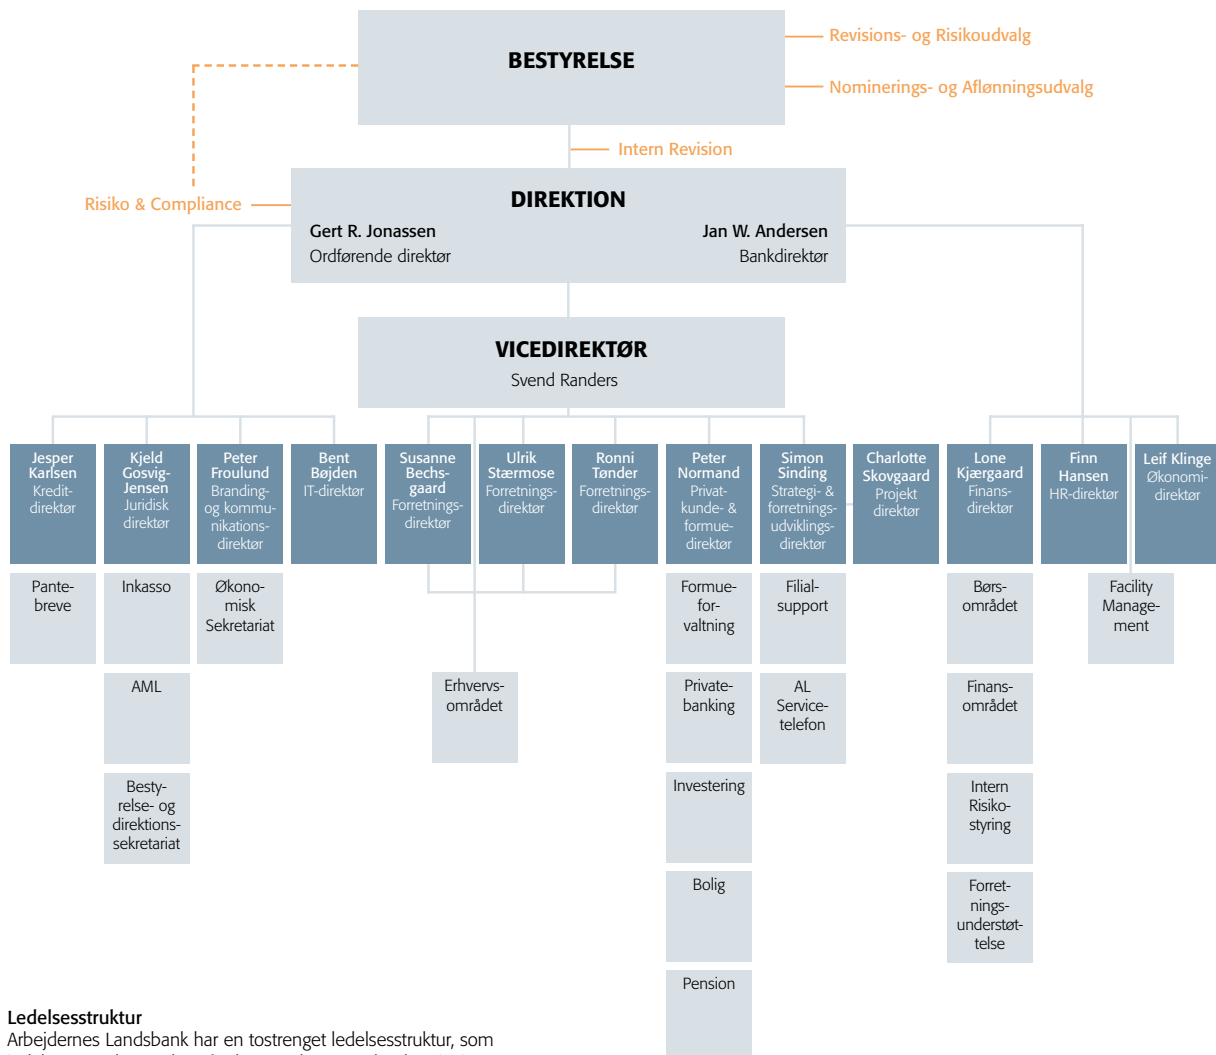 BESTYRELSE
Revisions- og Risikoudvalg
Nominerings- og Aflønningsudvalg
Intern Revision
Risiko & Compliance
DIREKTION
Gert R. Jonassen
Ordførende direktør
Jan W. Andersen
Bankdirektør
VICEDIREKTØR
Svend Randers
Jesper
Karlsen
Kredit-
direktør
Kjeld
Gosvig-
Jensen
Juridisk
direktør
Peter
Froulund
Branding-
og kommu-
nikations-
direktør
Bent
Bøjden
IT-direktør
Susanne
Bechs-
gaard
Forretnings-
direktør
Ulrik
Stærmose
Forretnings-
direktør
Ronni
Tønder
Forretnings-
direktør
Peter
Normand
Privat-
kunde- &
formue-
direktør
Simon
Sinding
Strategi- &
forretnings-
udviklings-
direktør
Charlotte
Skovgaard
Projekt
direktør
Lone
Kjærgaard
Finans-
direktør
Finn
Hansen
HR-direktør
Leif Klinge
Økonomi-
direktør
Pante-
breve
Inkasso
Økono-
misk
Sekretariat
Formue-
for-
valtning
Filial-
support
Børs-
området
Facility
Manage-
ment
AML
Erhvervs-
området
Private-
banking
AL
Service-
telefon
Finans-
området
Besty-
relse- og
direktions-
sekretariat
Investering
Intern
Risiko-
styring
Bolig
Forret-
nings-
understøt-
telse
Pension
Ledelsesstruktur
Arbejdernes Landsbank har en tostrenget ledelsesstruktur, som